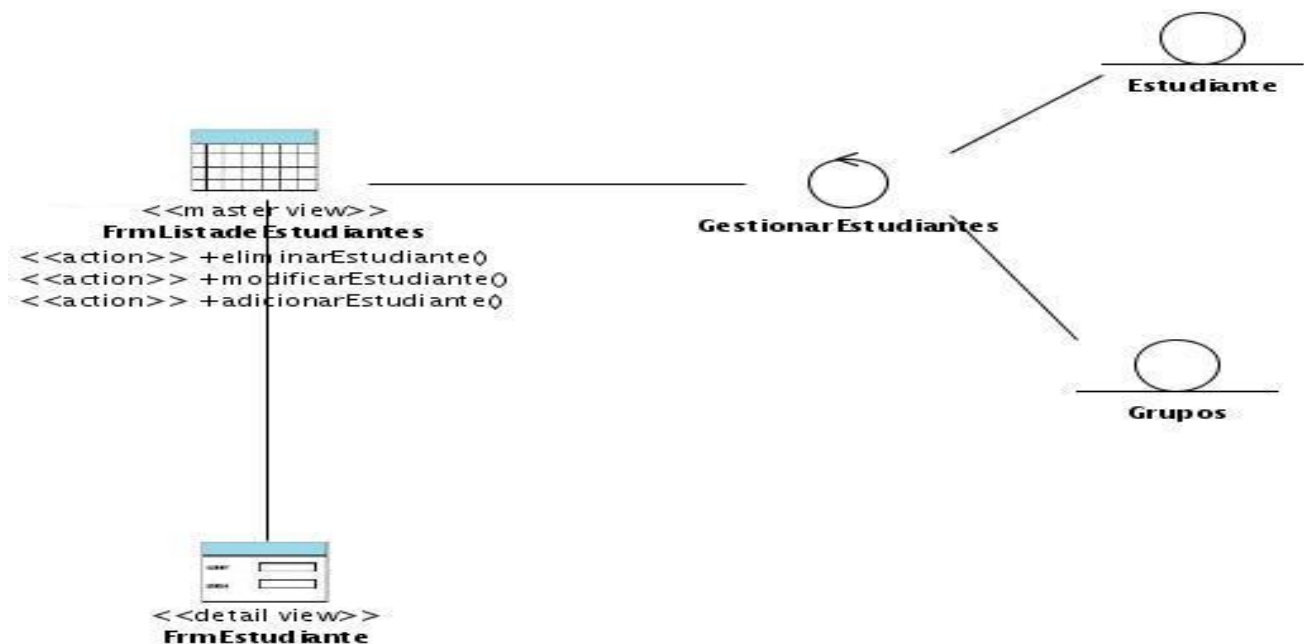 Estudiante
<<master view>>
FrmListadeEstudiantes
<<action>> +eliminarEstudiante()
<<action>> +modificarEstudiante()
<<action>> +adicionarEstudiante()
GestionarEstudiantes
Grupos
<<detail view>>
FrmEstudiante